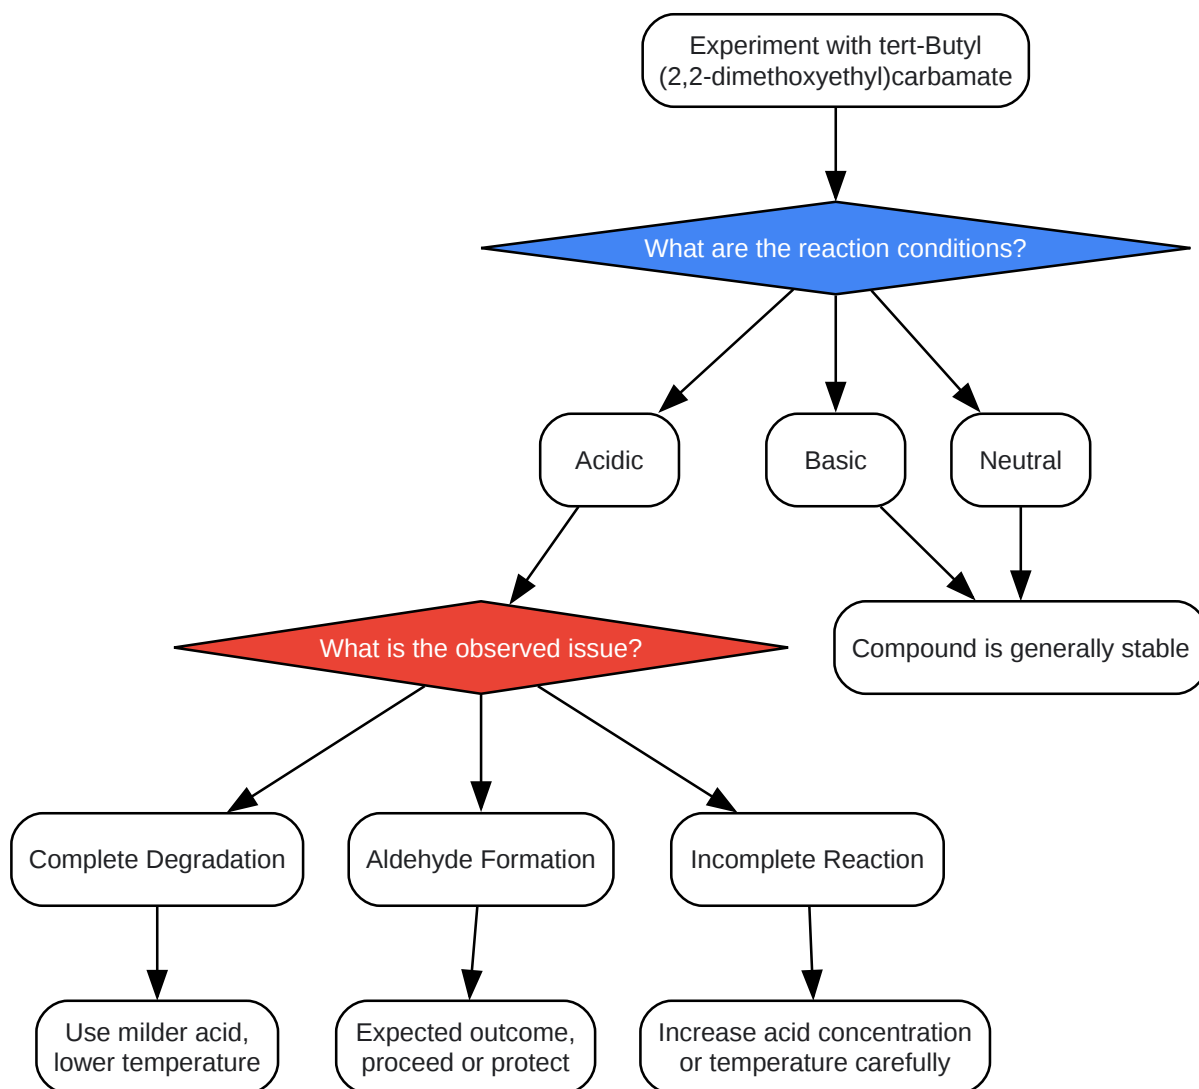 Experiment with tert-Butyl
(2,2-dimethoxyethyl)carbamate
What are the reaction conditions?
Acidic
Basic
Neutral
What is the observed issue?
Compound is generally stable
Complete Degradation
Aldehyde Formation
Incomplete Reaction
Use milder acid,
lower temperature
Expected outcome,
proceed or protect
Increase acid concentration
or temperature carefully